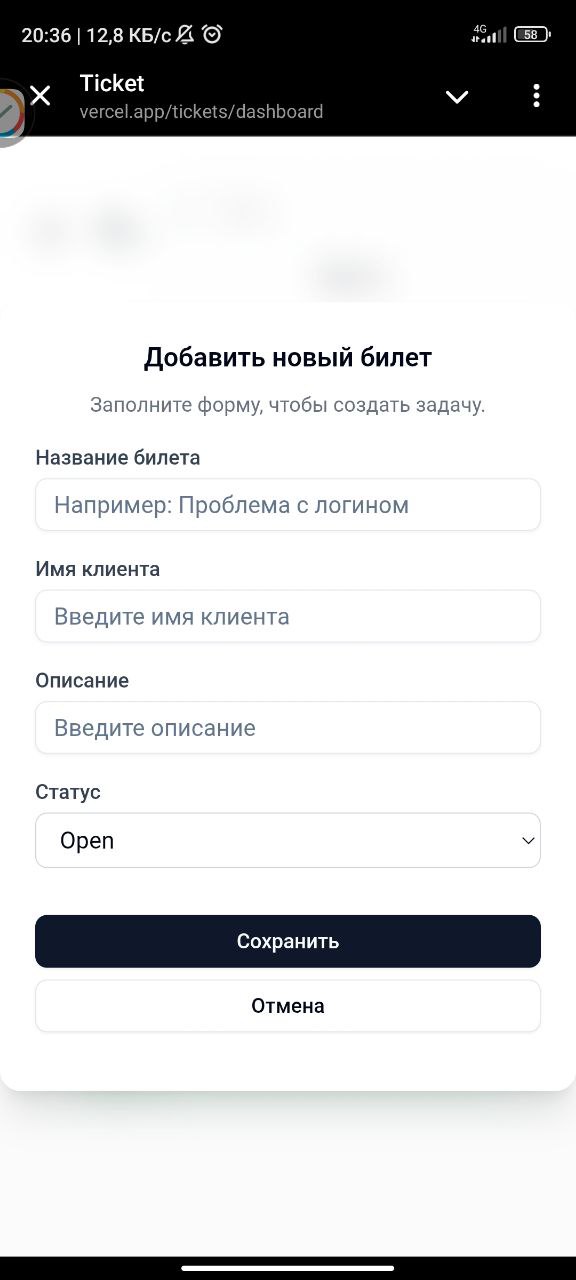 20:36 | 12,8 КБ/с
4G
58
Ticket
vercel.app/tickets/dashboard
Добавить новый билет
Заполните форму, чтобы создать задачу.
Название билета
Например: Проблема с логином
Имя клиента
Введите имя клиента
Описание
Введите описание
Статус
Open
Сохранить
Отмена